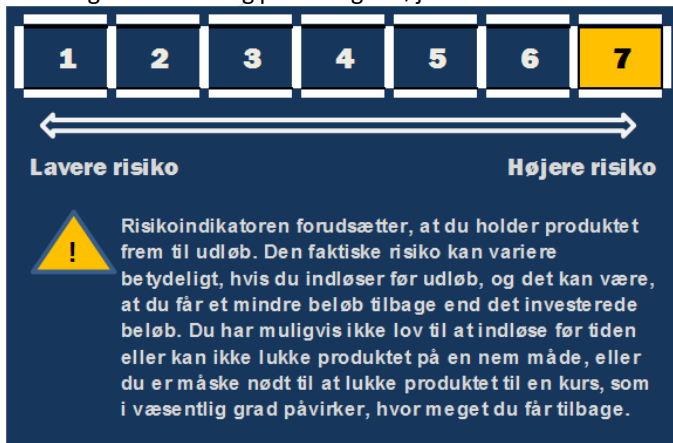 1 2 3 4 5 6 7
Lavere risiko Højere risiko
! Risikoindikatoren forudsætter, at du holder produktet
frem til udløb. Den faktiske risiko kan variere
betydeligt, hvis du indløser før udløb, og det kan være,
at du får et mindre beløb tilbage end det investerede
beløb. Du har muligvis ikke lov til at indløse før tiden
eller kan ikke lukke produktet på en nem måde, eller
du er måske nødt til at lukke produktet til en kurs, som
i væsentlig grad påvirker, hvor meget du får tilbage.